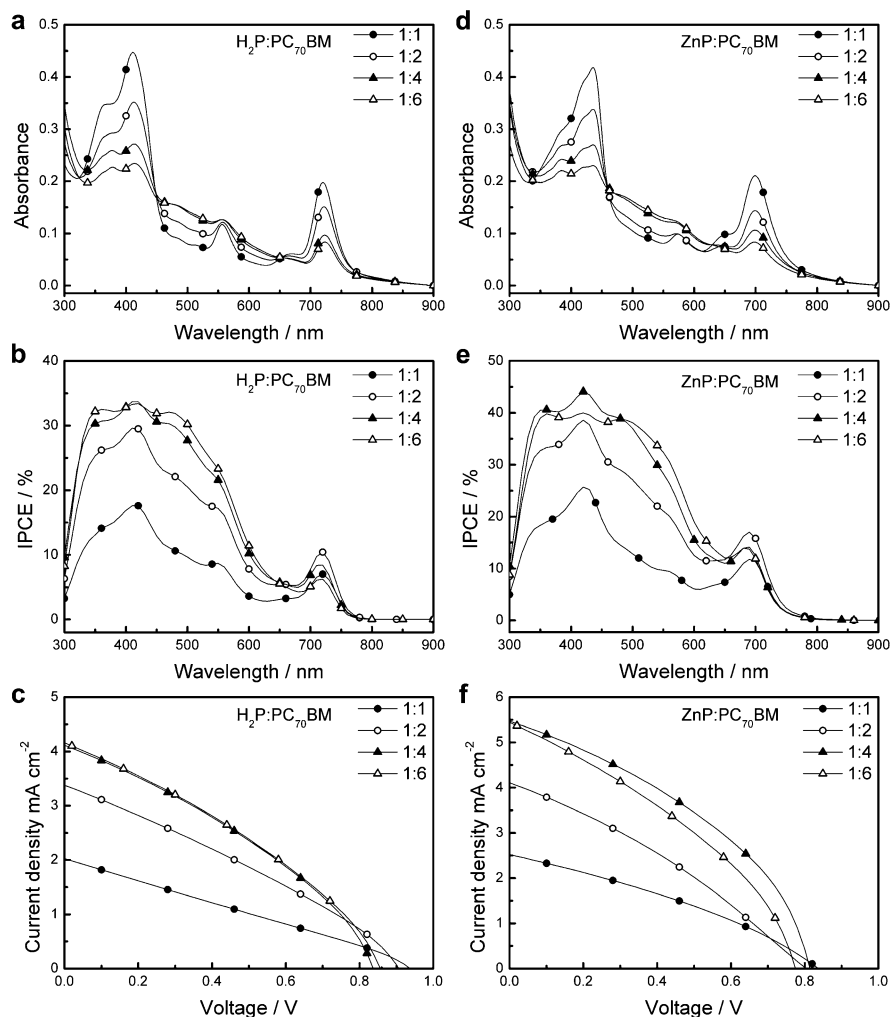 a
H₂P:PC₇₀BM
1:1
1:2
1:4
1:6
Absorbance
0.5
0.4
0.3
0.2
0.1
0.0
300 400 500 600 700 800 900
Wavelength / nm
d
ZnP:PC₇₀BM
1:1
1:2
1:4
1:6
Absorbance
0.5
0.4
0.3
0.2
0.1
0.0
300 400 500 600 700 800 900
Wavelength / nm
b
H₂P:PC₇₀BM
1:1
1:2
1:4
1:6
IPCE / %
40
30
20
10
0
300 400 500 600 700 800 900
Wavelength / nm
e
ZnP:PC₇₀BM
1:1
1:2
1:4
1:6
IPCE / %
50
40
30
20
10
0
300 400 500 600 700 800 900
Wavelength / nm
c
H₂P:PC₇₀BM
1:1
1:2
1:4
1:6
Current density mA cm⁻²
5
4
3
2
1
0
0.0 0.2 0.4 0.6 0.8 1.0
Voltage / V
f
ZnP:PC₇₀BM
1:1
1:2
1:4
1:6
Current density mA cm⁻²
6
5
4
3
2
1
0
0.0 0.2 0.4 0.6 0.8 1.0
Voltage / V